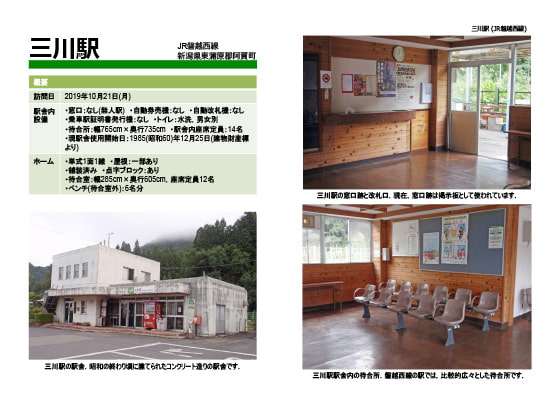 三川駅
JR磐越西線
新潟県東蒲原郡阿賀町
概要
訪問日 2019年10月21日(月)
駅舎内設備 ・窓口:なし(無人駅) ・自動券売機:なし ・自動改札機:なし
・乗車駅証明書発行機:なし ・トイレ:水洗、男女別
・待合所:幅765cm×奥行735cm ・駅舎内座席定員:14名
・現駅舎使用開始日:1985(昭和60)年12月25日(建物財産標
より)
ホーム ・単式1面1線 ・屋根:一部あり
・舗装済み ・点字ブロック:あり
・待合室:幅285cm×奥行605cm，座席定員12名
・ベンチ(待合室外):6名分
三川駅の駅舎．昭和の終わり頃に建てられたコンクリート造りの駅舎です．
三川駅 (JR磐越西線)
三川駅の窓口跡と改札口．現在，窓口跡は掲示板として使われています．
三川駅駅舎内の待合所．磐越西線の駅では，比較的広々とした待合所です．